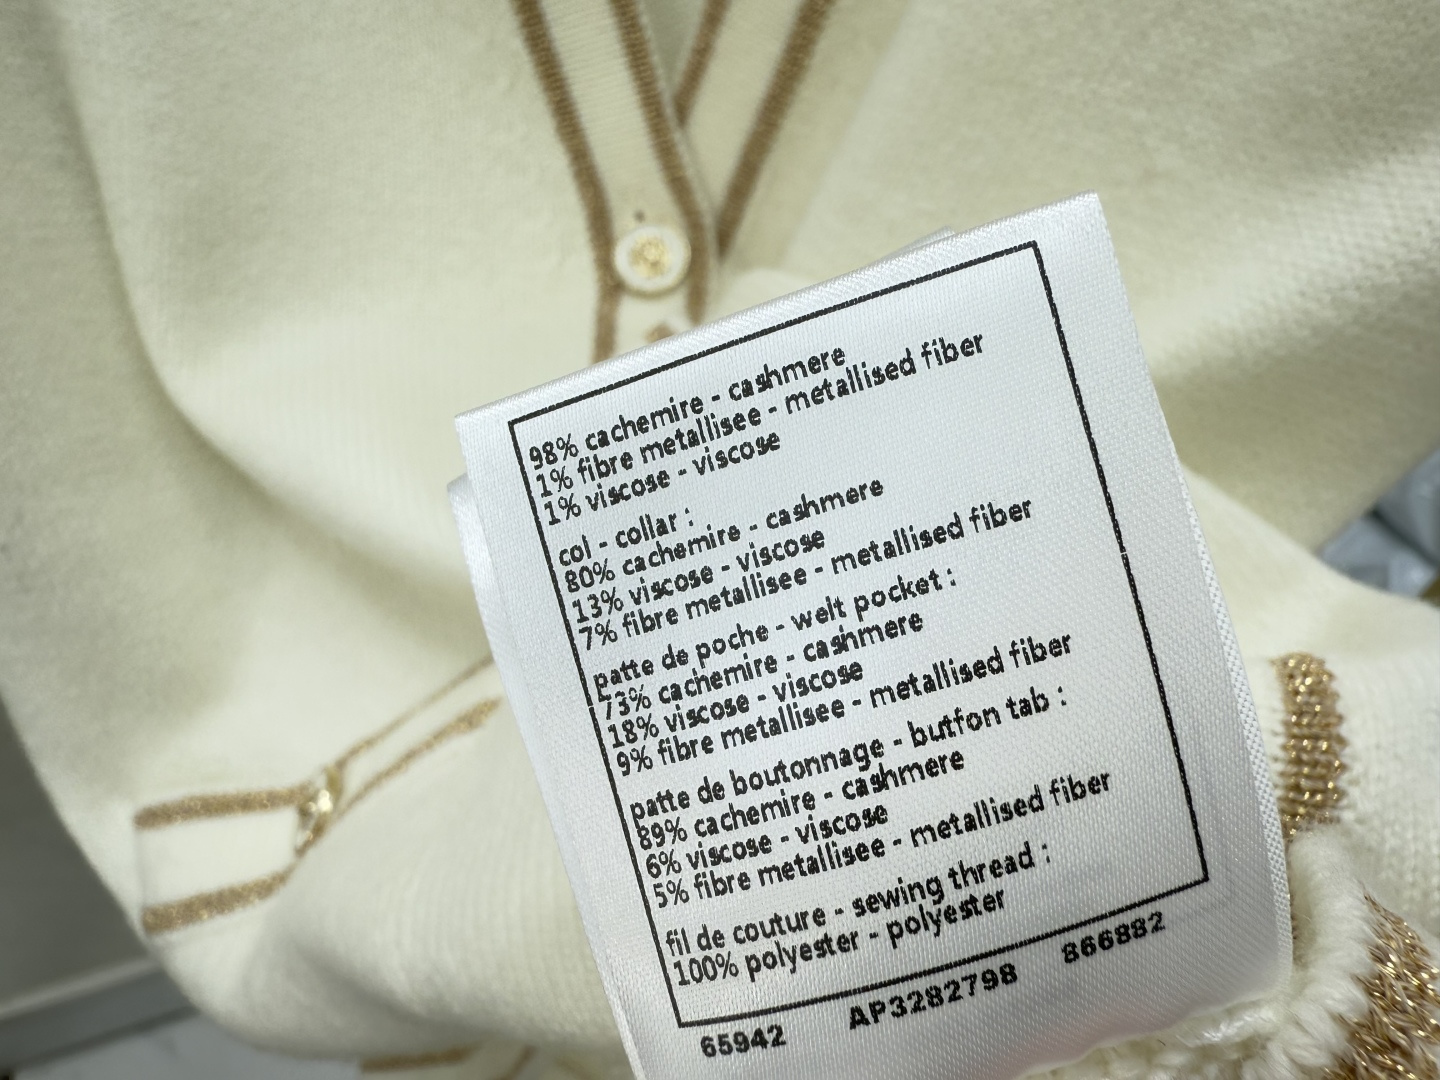 98% cachemire - cashmere
1% fibre metallisee - metallised fiber
1% viscose - viscose
col - collar :
80% cachemire - cashmere
13% viscose - viscose
7% fibre metallisee - metallised fiber
patte de poche - welt pocket :
73% cachemire - cashmere
18% viscose - viscose
9% fibre metallisee - metallised fiber
patte de boutonnage - butfon tab :
89% cachemire - cashmere
6% viscose - viscose
5% fibre metallisee - metallised fiber
fil de couture - sewing thread :
100% polyester - polyester
65942 AP3282798 866882